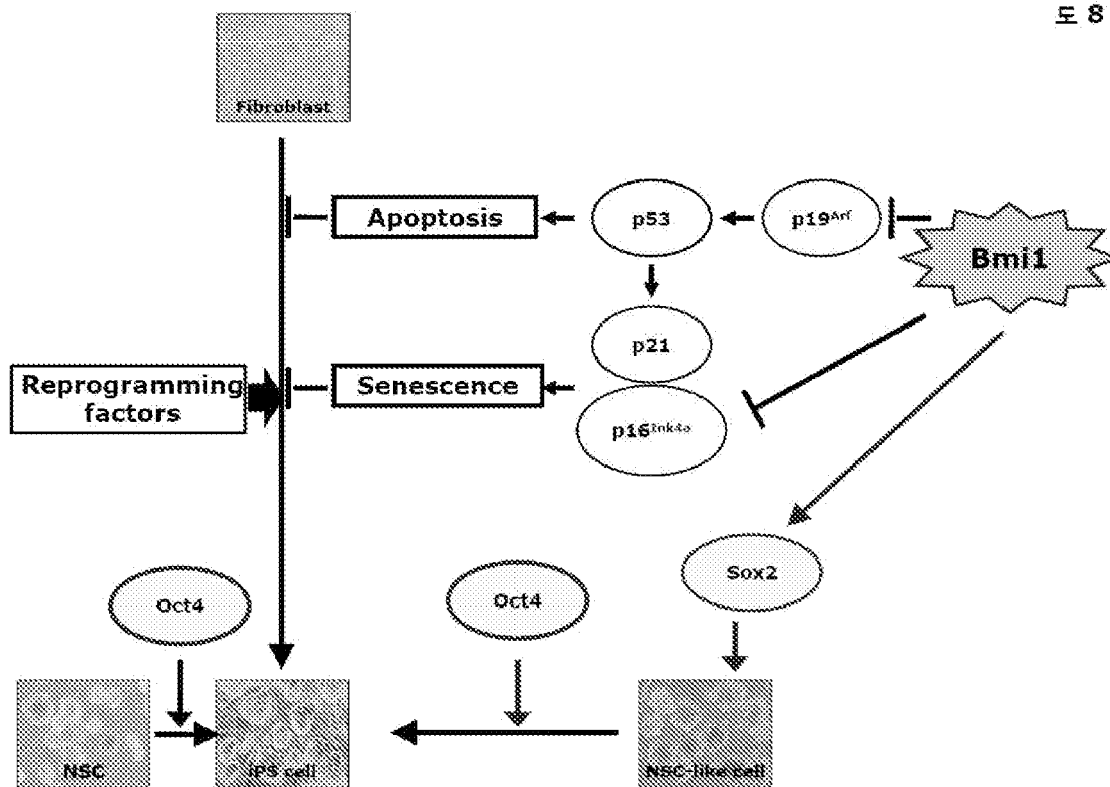 도 8
Fibroblast
Apoptosis
p53
p19Arf
Bmi1
p21
Reprogramming
factors
Senescence
p16Ink4a
Sox2
Oct4
Oct4
NSC
iPS cell
NSC-like cell